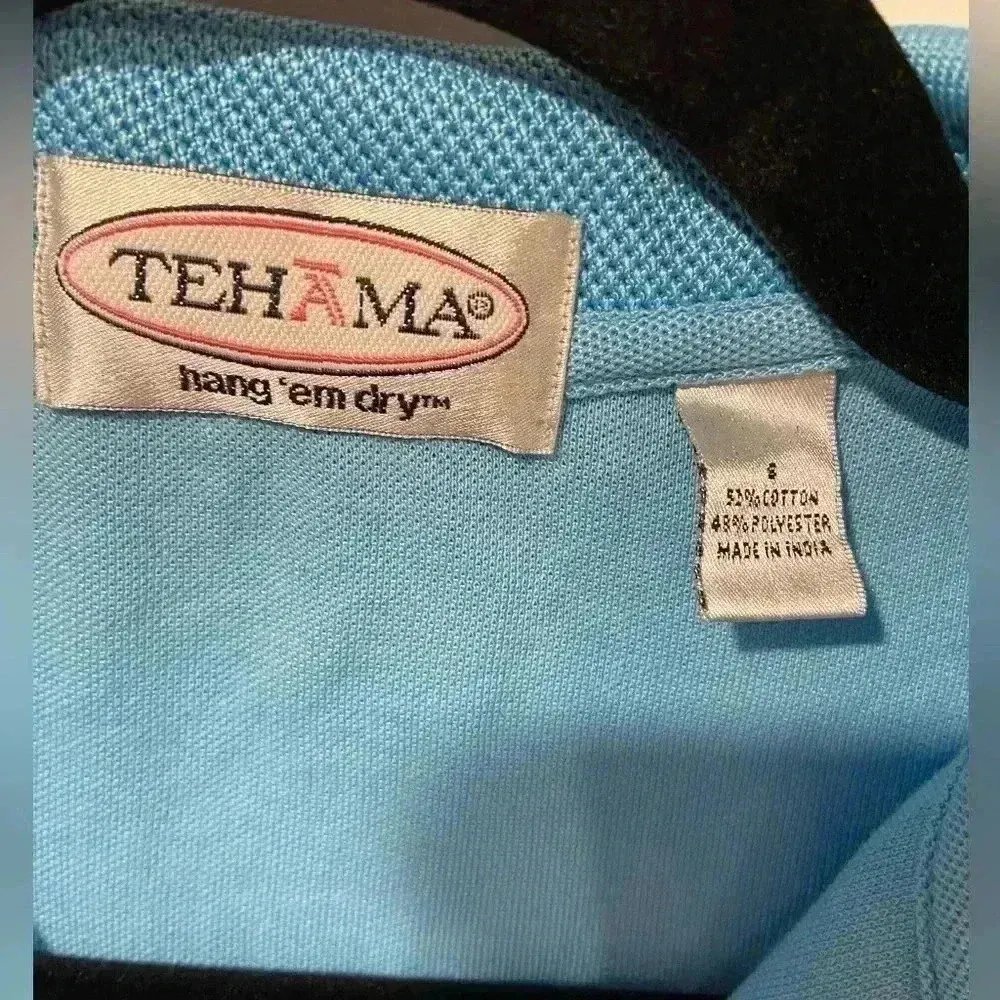 TEHAMA®
hang 'em dry™
S
52%COTTON
48%POLYESTER
MADE IN INDIA